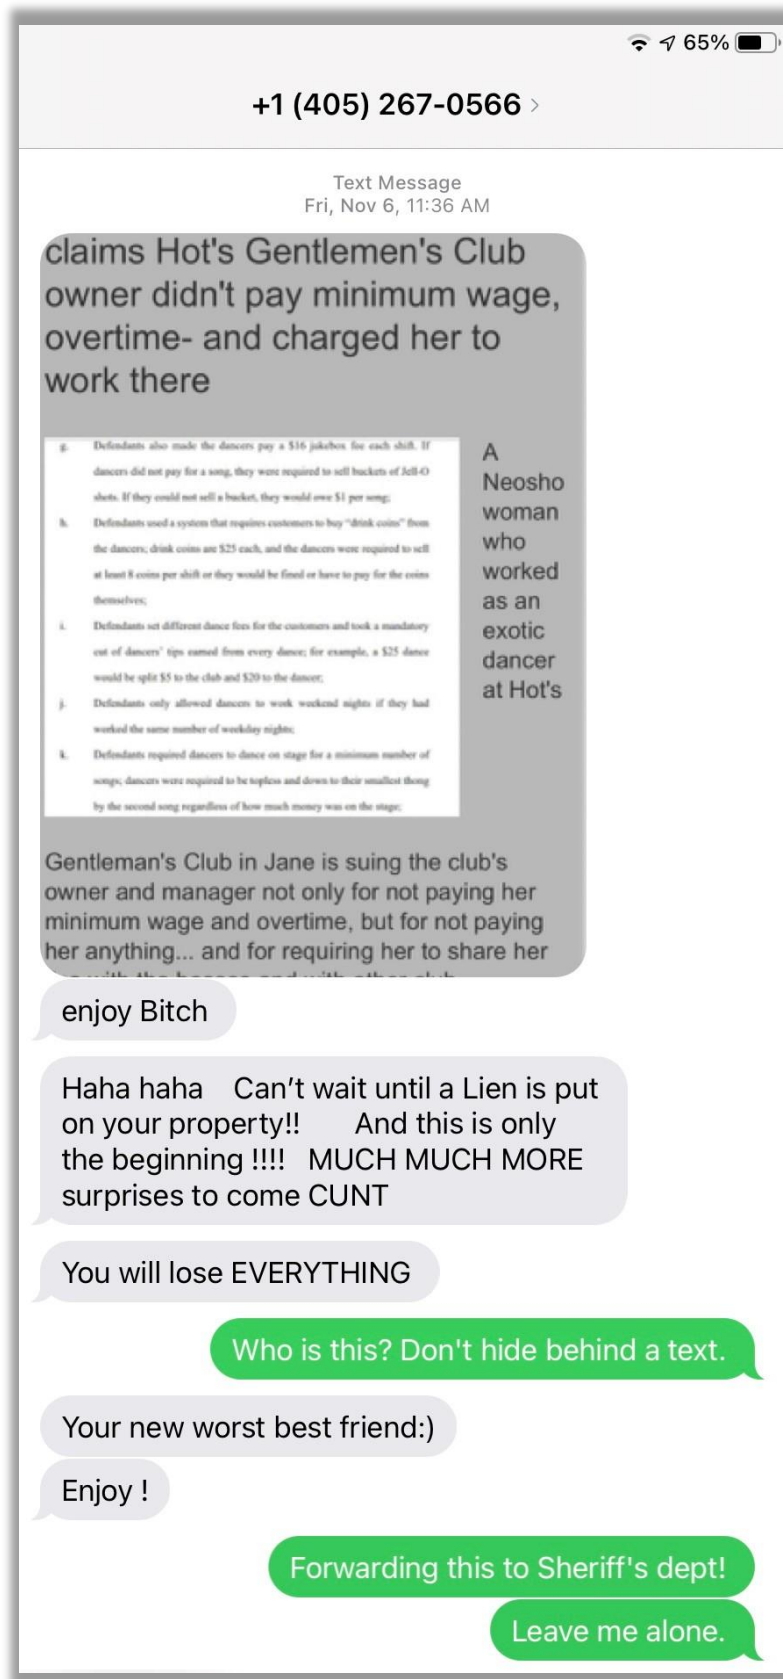 65%
+1 (405) 267-0566 >
Text Message
Fri, Nov 6, 11:36 AM
claims Hot's Gentlemen's Club
owner didn't pay minimum wage,
overtime- and charged her to
work there
g. Defendants also made the dancers pay a $16 jukebox fee each shift. If
dancers did not pay for a song, they were required to sell buckets of Jell-O
shots. If they could not sell a bucket, they would owe $1 per song;
h. Defendants used a system that requires customers to buy "drink coins" from
the dancers; drink coins are $25 each, and the dancers were required to sell
at least 8 coins per shift or they would be fined or have to pay for the coins
themselves;
i. Defendants set different dance fees for the customers and took a mandatory
cut of dancers' tips earned from every dance; for example, a $25 dance
would be split $5 to the club and $20 to the dancer;
j. Defendants only allowed dancers to work weekend nights if they had
worked the same number of weekday nights;
k. Defendants required dancers to dance on stage for a minimum number of
songs; dancers were required to be topless and down to their smallest thong
by the second song regardless of how much money was on the stage;
A
Neosho
woman
who
worked
as an
exotic
dancer
at Hot's
Gentleman's Club in Jane is suing the club's
owner and manager not only for not paying her
minimum wage and overtime, but for not paying
her anything... and for requiring her to share her
enjoy Bitch
Haha haha Can't wait until a Lien is put
on your property!! And this is only
the beginning !!!! MUCH MUCH MORE
surprises to come CUNT
You will lose EVERYTHING
Who is this? Don't hide behind a text.
Your new worst best friend:)
Enjoy !
Forwarding this to Sheriff's dept!
Leave me alone.